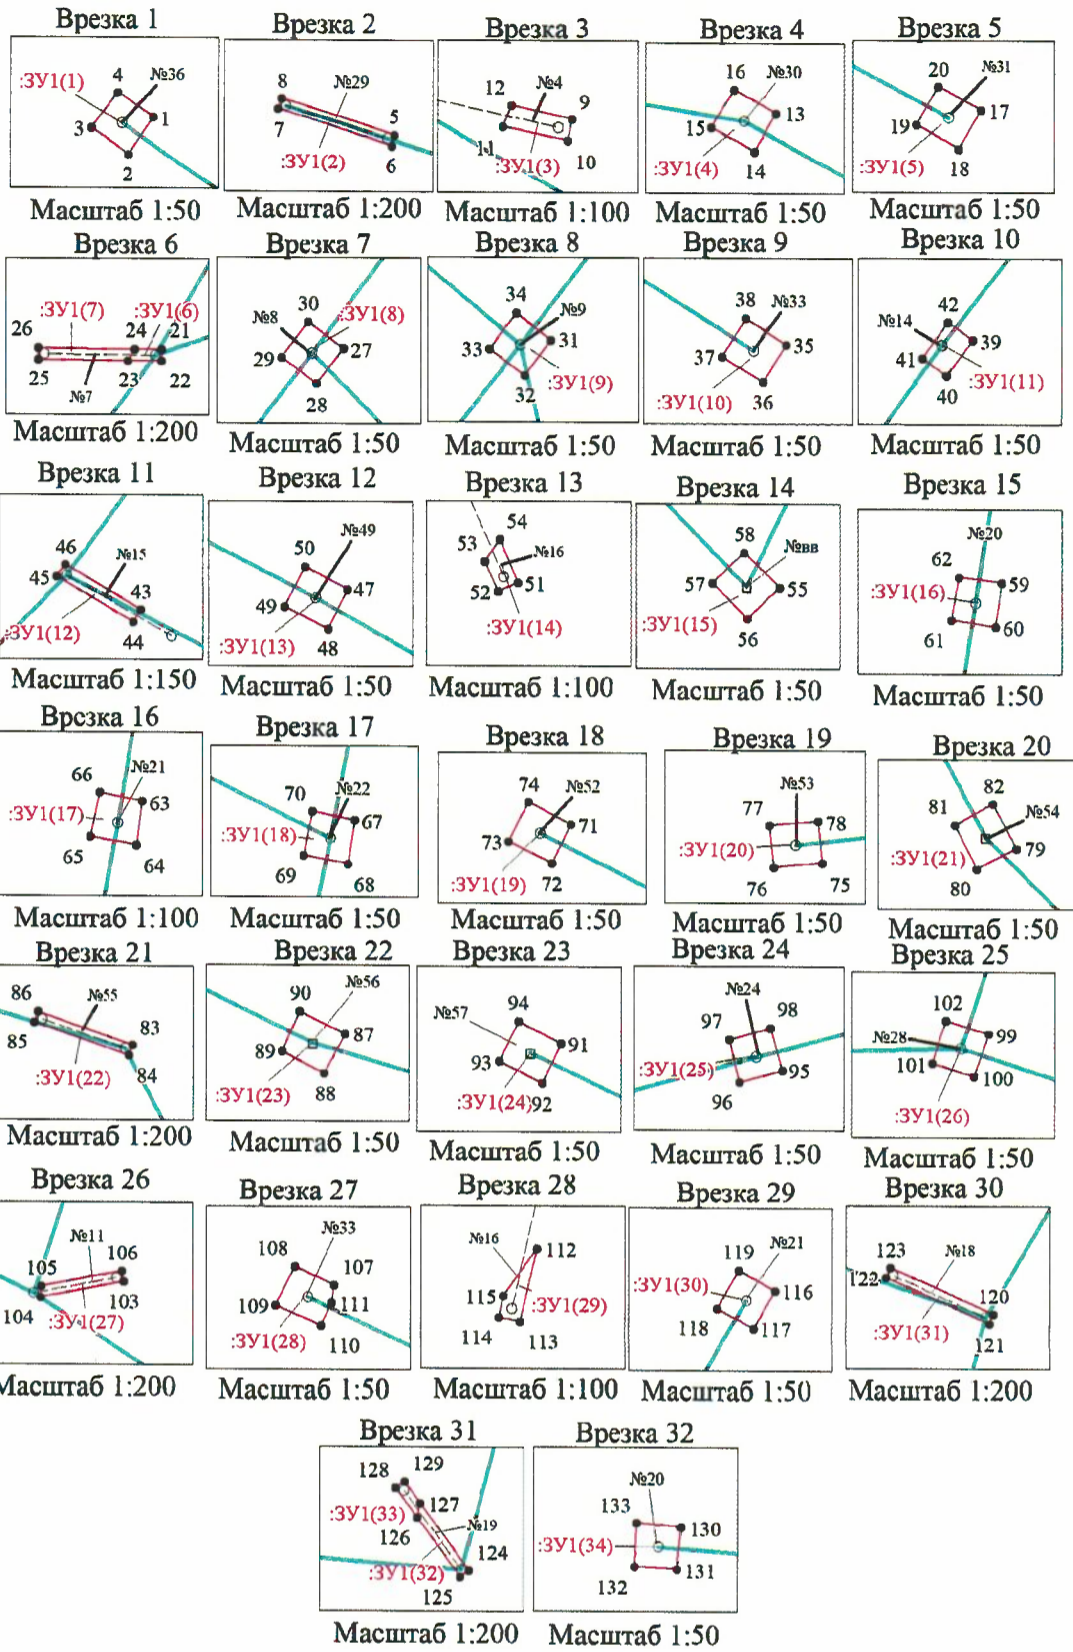 Врезка 1
:ЗУ1(1)
№36
4
3
1
2
Масштаб 1:50
Врезка 2
8
№29
7
5
:ЗУ1(2)
6
Масштаб 1:200
Врезка 3
12
№4
9
11
:ЗУ1(3)
10
Масштаб 1:100
Врезка 4
16
№30
13
15
:ЗУ1(4)
14
Масштаб 1:50
Врезка 5
20
№31
17
19
:ЗУ1(5)
18
Масштаб 1:50
Врезка 6
:ЗУ1(7)
:ЗУ1(6)
26
24
21
25
23
22
№7
Масштаб 1:200
Врезка 7
30
№8
:ЗУ1(8)
29
27
28
Масштаб 1:50
Врезка 8
34
№9
33
31
32
:ЗУ1(9)
Масштаб 1:50
Врезка 9
38
№33
37
35
:ЗУ1(10)
36
Масштаб 1:50
Врезка 10
42
№14
39
41
40
:ЗУ1(11)
Масштаб 1:50
Врезка 11
46
№15
45
43
:ЗУ1(12)
44
Масштаб 1:150
Врезка 12
№49
50
47
49
:ЗУ1(13)
48
Масштаб 1:50
Врезка 13
54
53
№16
52
51
:ЗУ1(14)
Масштаб 1:100
Врезка 14
58
№вв
57
55
:ЗУ1(15)
56
Масштаб 1:50
Врезка 15
№20
62
59
:ЗУ1(16)
61
60
Масштаб 1:50
Врезка 16
66
№21
63
:ЗУ1(17)
65
64
Масштаб 1:100
Врезка 17
70
№22
67
:ЗУ1(18)
69
68
Масштаб 1:50
Врезка 18
74
№52
71
73
:ЗУ1(19)
72
Масштаб 1:50
Врезка 19
№53
77
78
:ЗУ1(20)
76
75
Масштаб 1:50
Врезка 20
81
82
№54
:ЗУ1(21)
79
80
Масштаб 1:50
Врезка 21
86
№55
83
85
:ЗУ1(22)
84
Масштаб 1:200
Врезка 22
90
№56
87
89
:ЗУ1(23)
88
Масштаб 1:50
Врезка 23
94
№57
91
93
:ЗУ1(24)
92
Масштаб 1:50
Врезка 24
№24
97
98
:ЗУ1(25)
95
96
Масштаб 1:50
Врезка 25
102
№28
99
101
100
:ЗУ1(26)
Масштаб 1:50
Врезка 26
№11
105
106
104
103
:ЗУ1(27)
Масштаб 1:200
Врезка 27
№33
108
107
109
111
:ЗУ1(28)
110
Масштаб 1:50
Врезка 28
№16
112
115
:ЗУ1(29)
114
113
Масштаб 1:100
Врезка 29
119
№21
:ЗУ1(30)
116
118
117
Масштаб 1:50
Врезка 30
123
№18
122
120
:ЗУ1(31)
121
Масштаб 1:200
Врезка 31
128
129
127
:ЗУ1(33)
126
№19
124
:ЗУ1(32)
125
Масштаб 1:200
Врезка 32
№20
133
130
:ЗУ1(34)
132
131
Масштаб 1:50